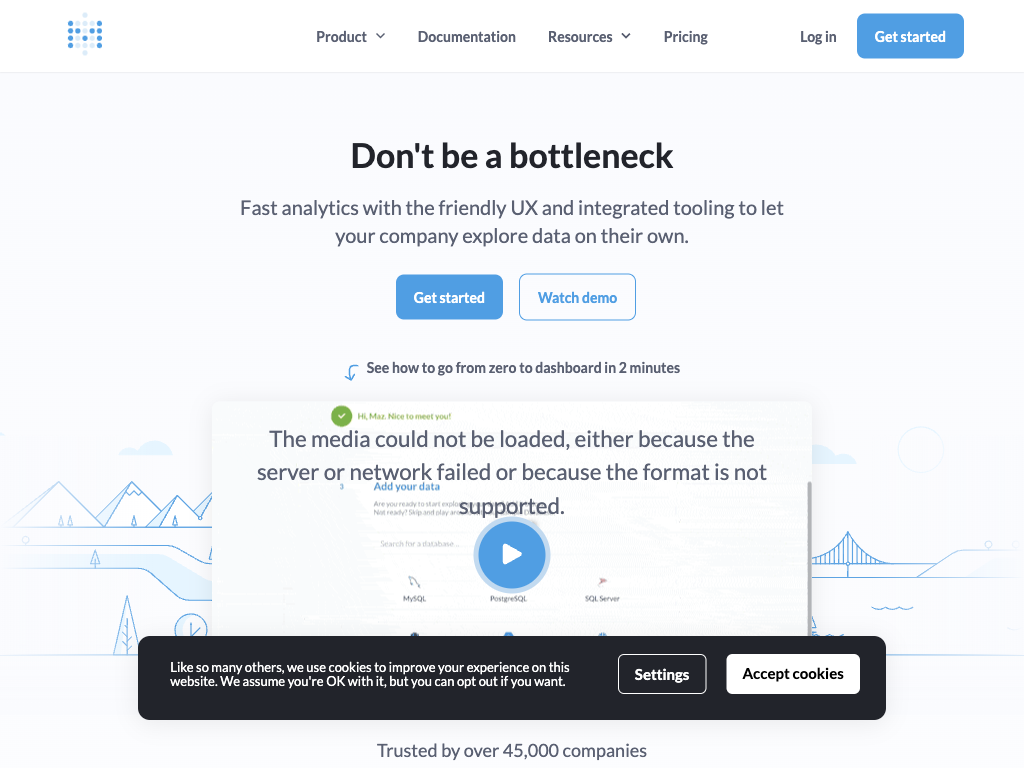 Product
Documentation
Resources
Pricing
Log in
Get started
Don't be a bottleneck
Fast analytics with the friendly UX and integrated tooling to let
your company explore data on their own.
Get started
Watch demo
See how to go from zero to dashboard in 2 minutes
Hi, Maz. Nice to meet you!
The media could not be loaded, either because the
server or network failed or because the format is not
supported.
3
Add your data
Are you ready to start
Not ready? Skip and play
Search for a database...
MySQL
PostgreSQL
SQL Server
Like so many others, we use cookies to improve your experience on this
website. We assume you're OK with it, but you can opt out if you want.
Settings
Accept cookies
Trusted by over 45,000 companies